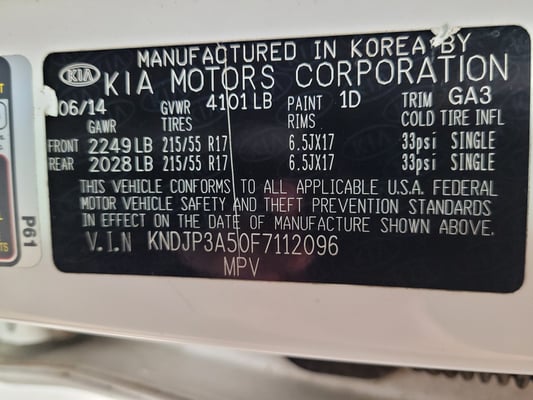 MANUFACTURED IN KOREA BY
KIA KIA MOTORS CORPORATION
06/14 GVWR 4101 LB PAINT 1D TRIM GA3
GAWR TIRES RIMS COLD TIRE INFL
FRONT 2249 LB 215/55 R17 6.5JX17 33psi SINGLE
REAR 2028 LB 215/55 R17 6.5JX17 33psi SINGLE
THIS VEHICLE CONFORMS TO ALL APPLICABLE U.S.A. FEDERAL
MOTOR VEHICLE SAFETY AND THEFT PREVENTION STANDARDS
IN EFFECT ON THE DATE OF MANUFACTURE SHOWN ABOVE.
V.I.N KNDJP3A50F7112096
MPV
P61